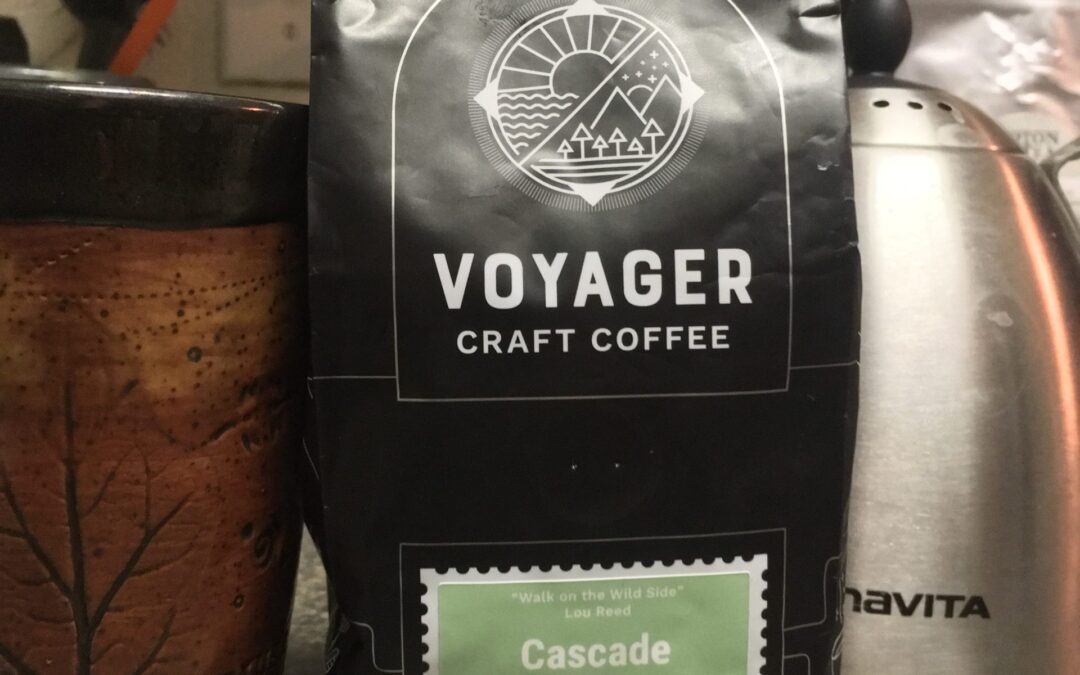 VOYAGER
CRAFT COFFEE
"Walk on the Wild Side"
Lou Reed
Cascade
NAVITA